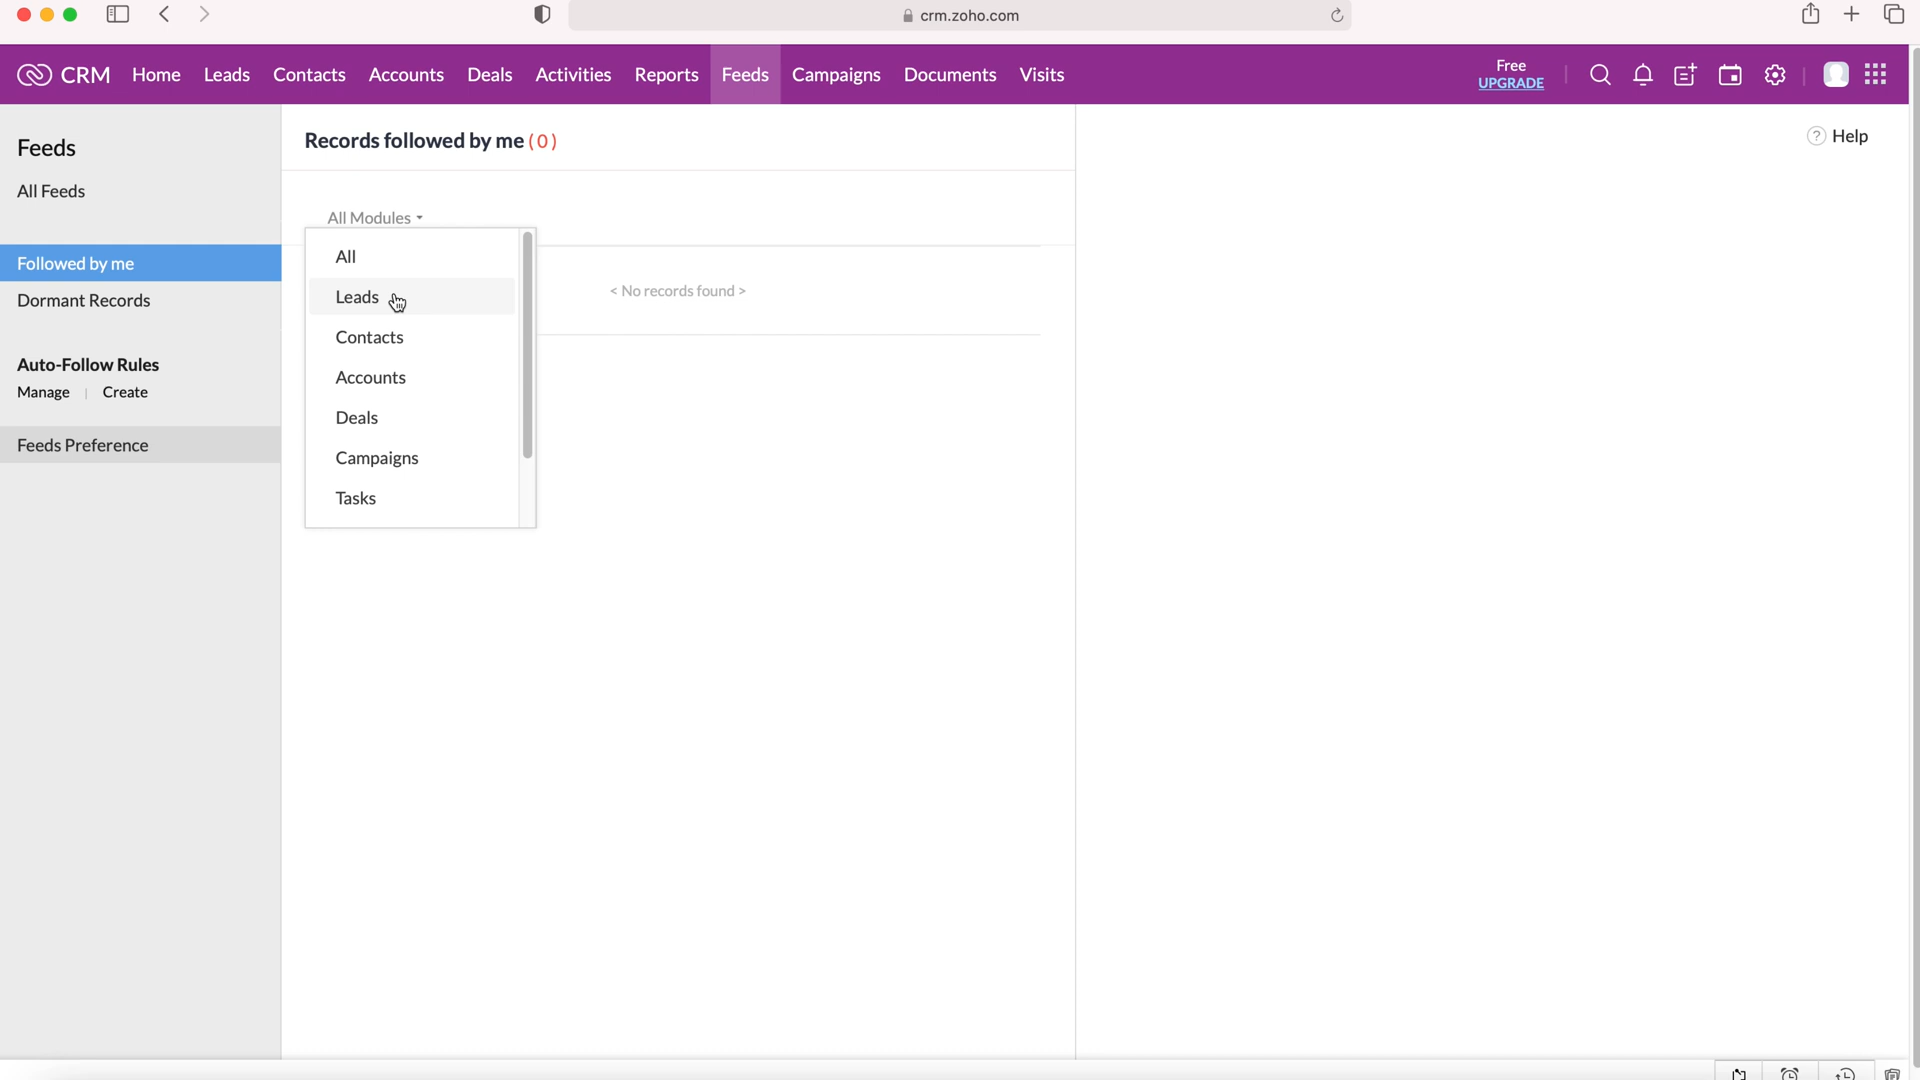 crm.zoho.com
CRM Home Leads Contacts Accounts Deals Activities Reports Feeds Campaigns Documents Visits
Free
UPGRADE
Feeds
All Feeds
Followed by me
Dormant Records
Auto-Follow Rules
Manage | Create
Feeds Preference
Records followed by me (0)
? Help
All Modules
All
Leads
Contacts
Accounts
Deals
Campaigns
Tasks
< No records found >